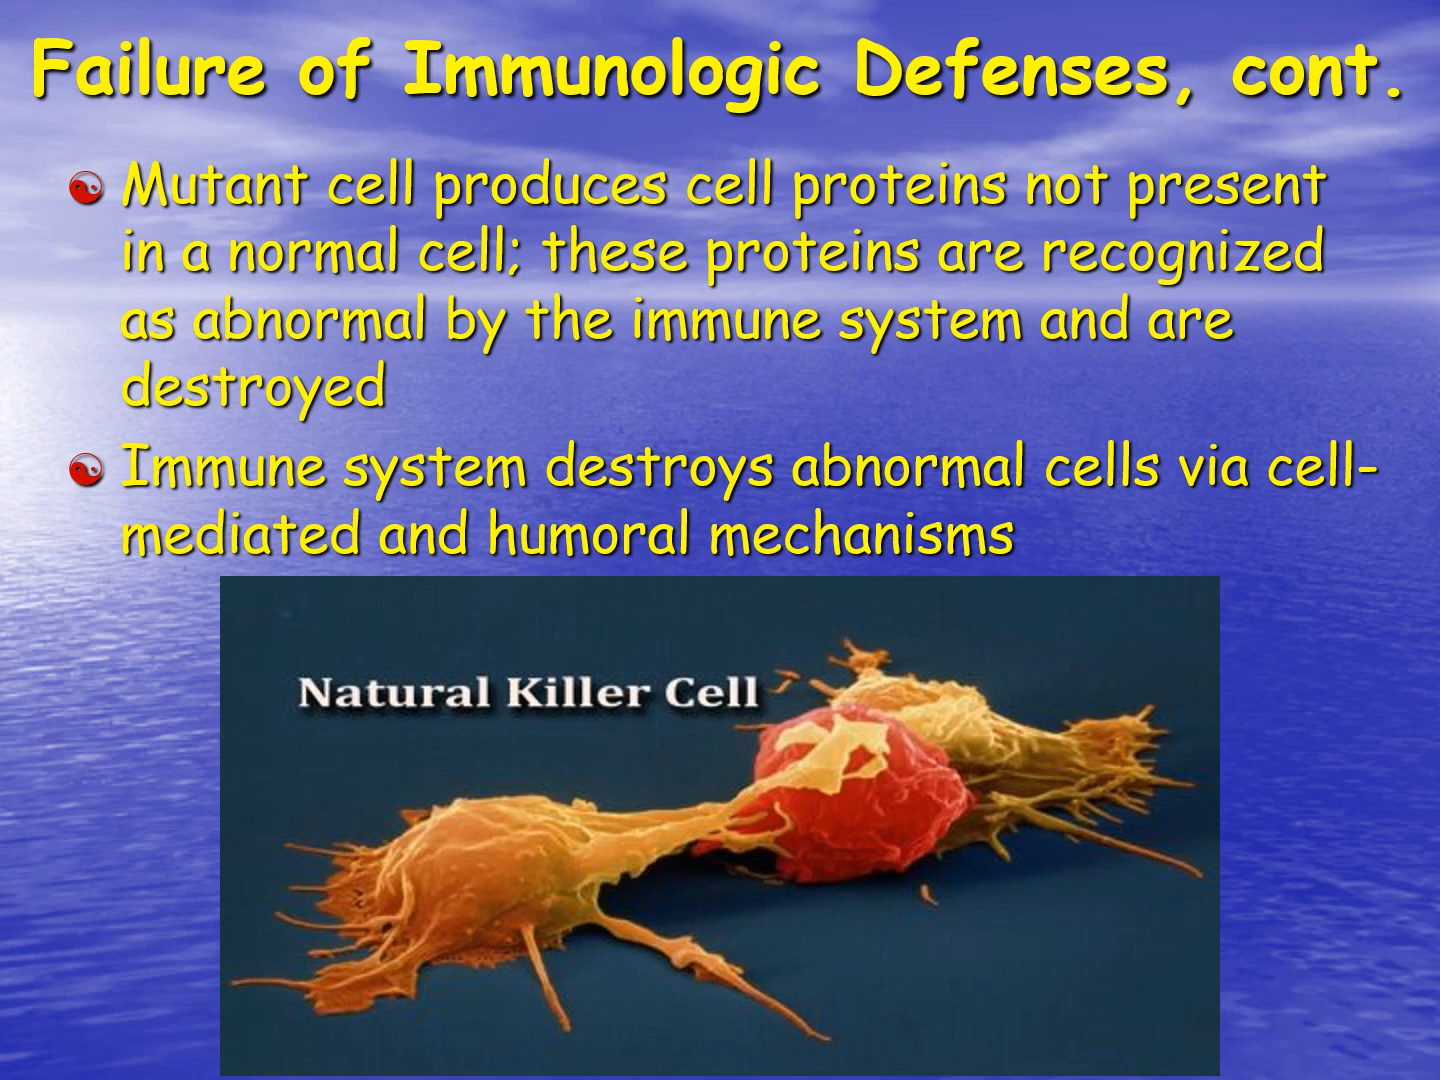 Failure of Immunologic Defenses, cont.
Mutant cell produces cell proteins not present
in a normal cell; these proteins are recognized
as abnormal by the immune system and are
destroyed
Immune system destroys abnormal cells via cell-
mediated and humoral mechanisms
Natural Killer Cell